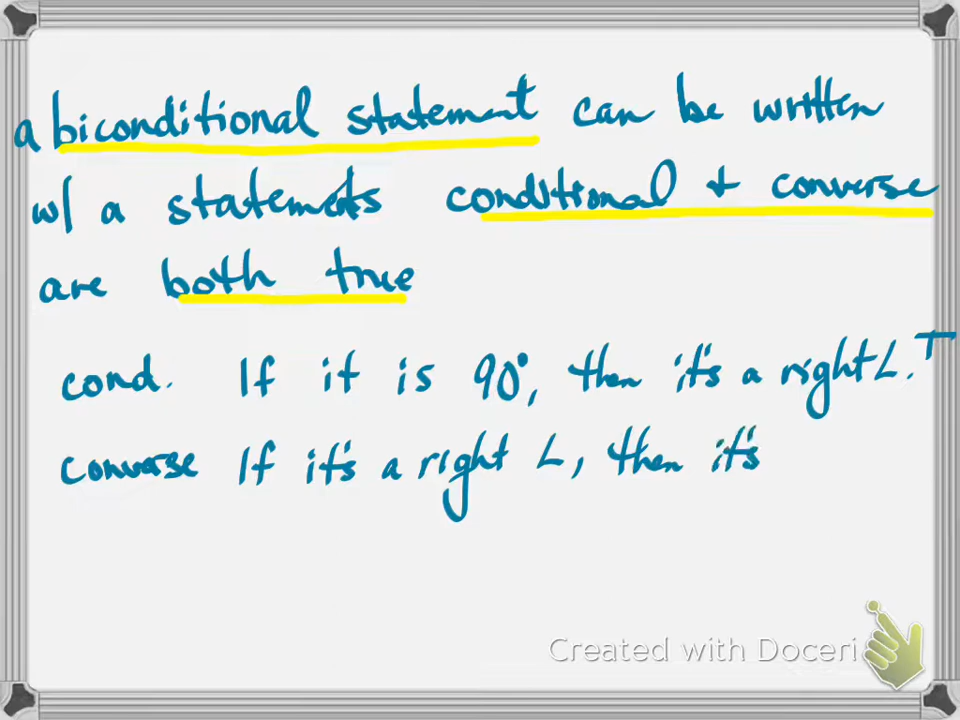 a biconditional statement can be written
w/ a statements conditional + converse
are both true
cond. If it is 90°, then it's a right ∠. T
converse If it's a right ∠, then it's
Created with Doceri